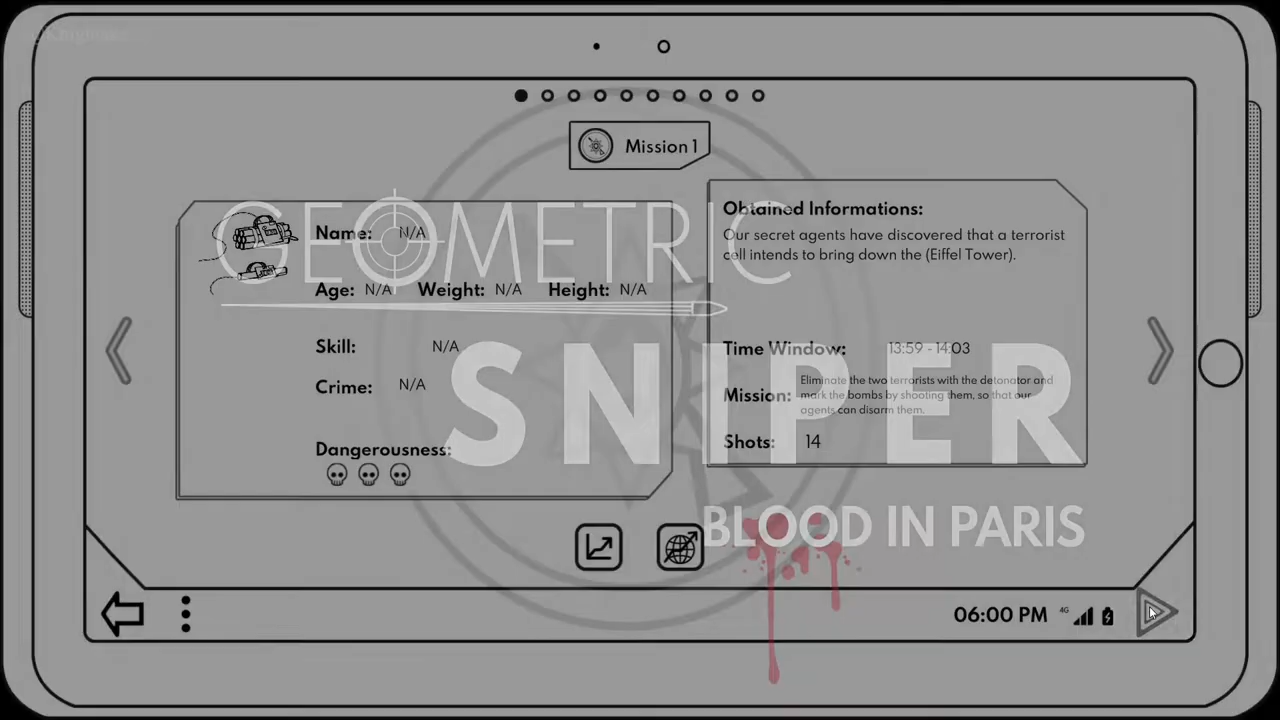 Mission 1
GEOMETRIC
SNIPER
BLOOD IN PARIS
Name: N/A
Age: N/A Weight: N/A Height: N/A
Skill: N/A
Crime: N/A
Dangerousness:
Obtained Informations:
Our secret agents have discovered that a terrorist
cell intends to bring down the (Eiffel Tower).
Time Window: 13:59 - 14:03
Mission: Eliminate the two terrorists with the detonator and
mark the bombs by shooting them, so that our
agents can disarm them.
Shots: 14
06:00 PM 4G